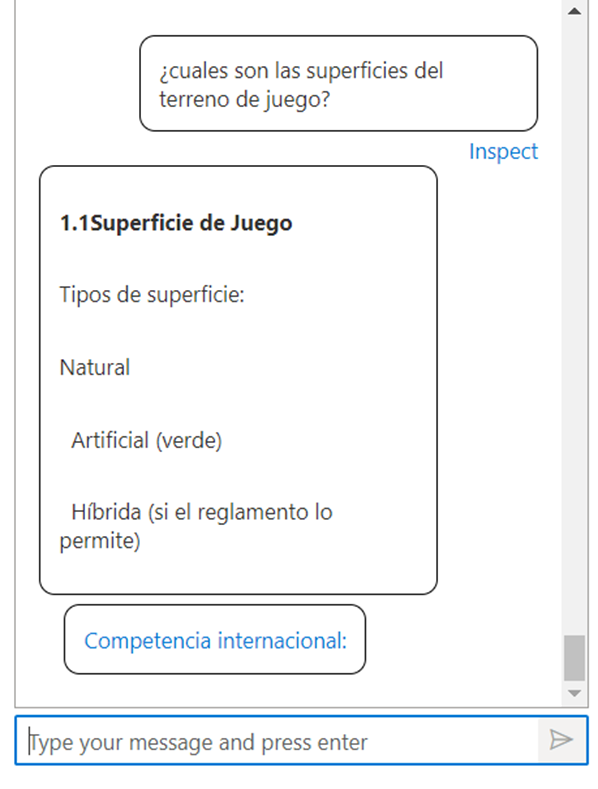 ¿cuales son las superficies del
terreno de juego?
Inspect
1.1Superficie de Juego
Tipos de superficie:
Natural
Artificial (verde)
Híbrida (si el reglamento lo
permite)
Competencia internacional:
Type your message and press enter